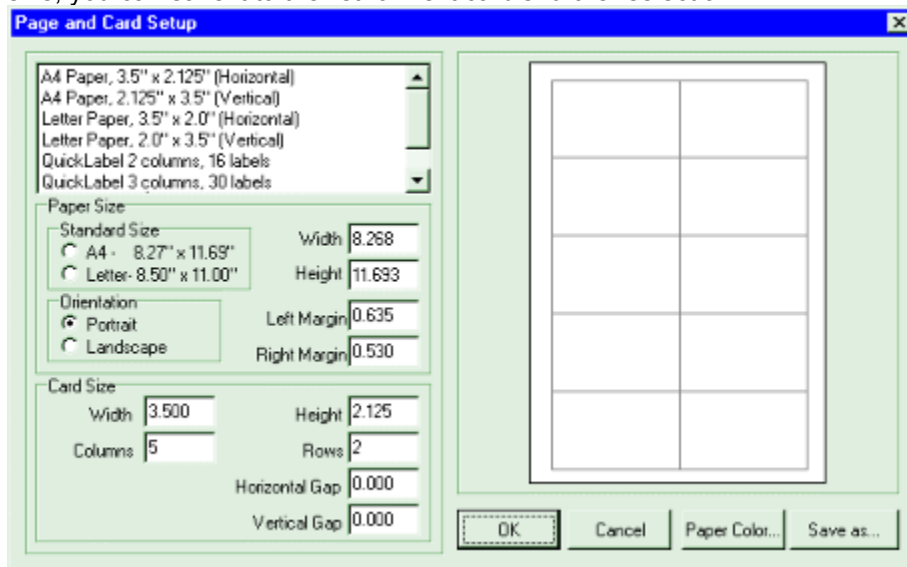 Page and Card Setup
A4 Paper, 3.5" x 2.125" (Horizontal)
A4 Paper, 2.125" x 3.5" (Vertical)
Letter Paper, 3.5" x 2.0" (Horizontal)
Letter Paper, 2.0" x 3.5" (Vertical)
QuickLabel 2 columns, 16 labels
QuickLabel 3 columns, 30 labels
Paper Size
Standard Size
A4 - 8.27" x 11.69"
Letter- 8.50" x 11.00"
Width 8.268
Height 11.693
Orientation
Portrait
Landscape
Left Margin 0.635
Right Margin 0.530
Card Size
Width 3.500
Height 2.125
Columns 5
Rows 2
Horizontal Gap 0.000
Vertical Gap 0.000
OK
Cancel
Paper Color...
Save as...